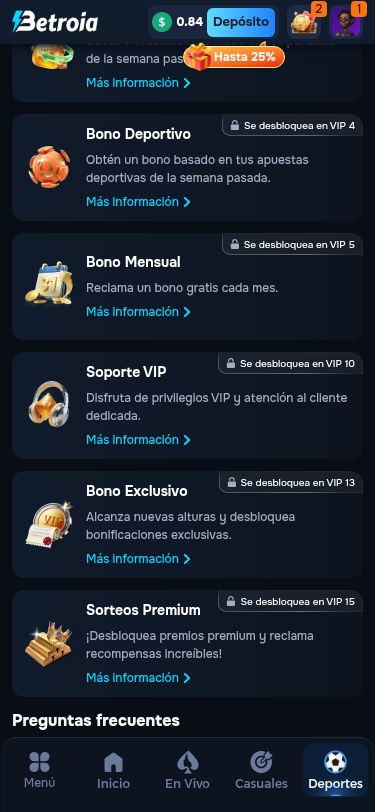 Betroia
$ 0.84 Depósito
2
1
de la semana pas
Hasta 25%
Más Información
Bono Deportivo
Se desbloquea en VIP 4
Obtén un bono basado en tus apuestas
deportivas de la semana pasada.
Más Información
Se desbloquea en VIP 5
Bono Mensual
Reclama un bono gratis cada mes.
Más Información
Se desbloquea en VIP 10
Soporte VIP
Disfruta de privilegios VIP y atención al cliente
dedicada.
Más Información
Se desbloquea en VIP 13
Bono Exclusivo
Alcanza nuevas alturas y desbloquea
bonificaciones exclusivas.
Más Información
Se desbloquea en VIP 15
Sorteos Premium
¡Desbloquea premios premium y reclama
recompensas increíbles!
Más Información
Preguntas frecuentes
Menú
Inicio
En Vivo
Casuales
Deportes